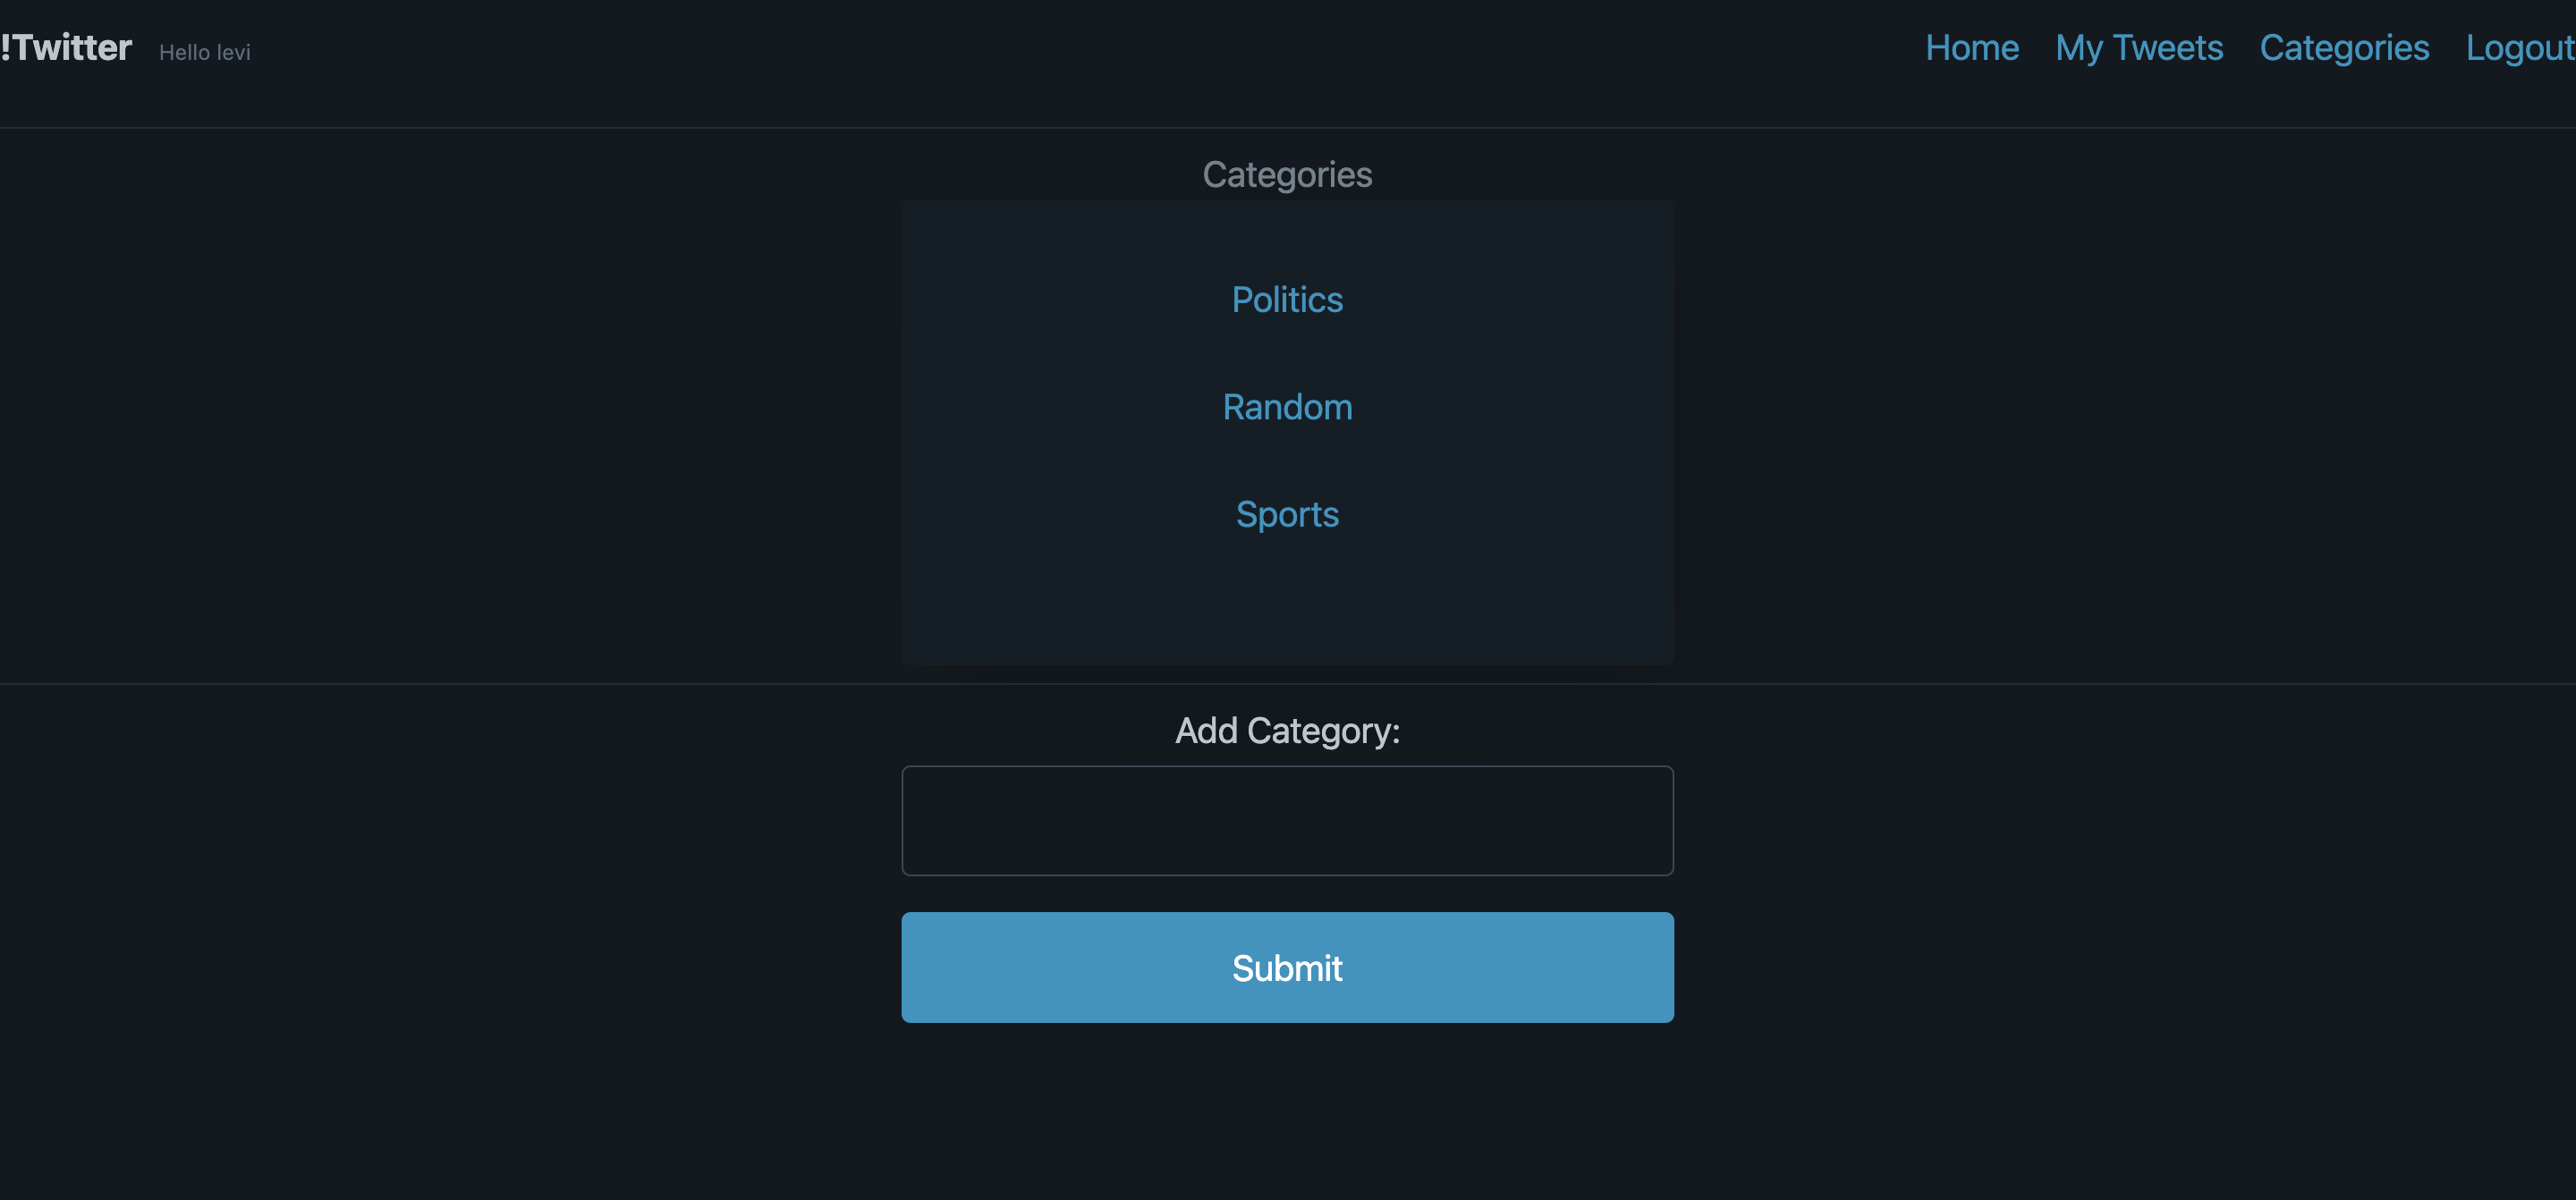 !Twitter Hello levi Home My Tweets Categories Logout
Categories
Politics
Random
Sports
Add Category:
Submit